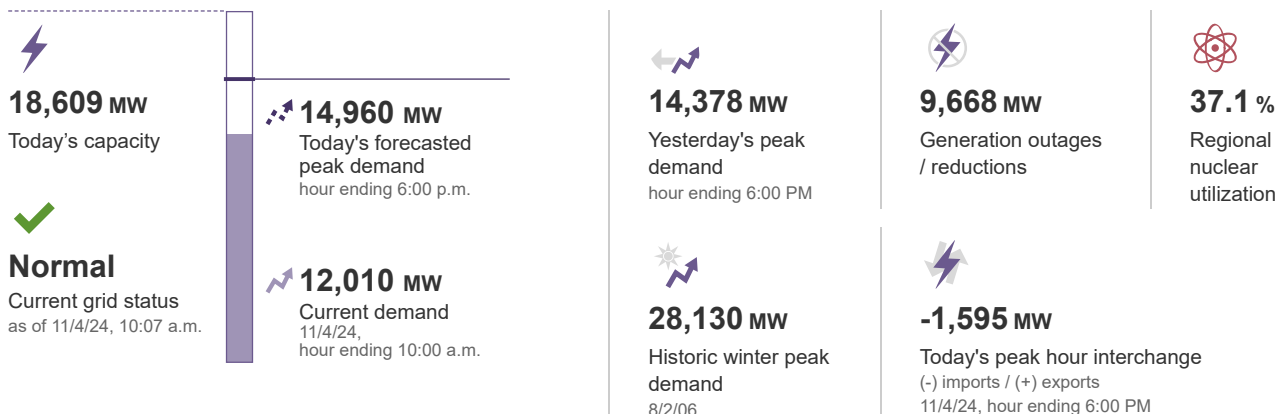 18,609 MW
Today's capacity
Normal
Current grid status
as of 11/4/24, 10:07 a.m.
14,960 MW
Today's forecasted
peak demand
hour ending 6:00 p.m.
12,010 MW
Current demand
11/4/24,
hour ending 10:00 a.m.
14,378 MW
Yesterday's peak
demand
hour ending 6:00 PM
9,668 MW
Generation outages
/ reductions
37.1 %
Regional
nuclear
utilization
28,130 MW
Historic winter peak
demand
8/2/06
-1,595 MW
Today's peak hour interchange
(-) imports / (+) exports
11/4/24, hour ending 6:00 PM